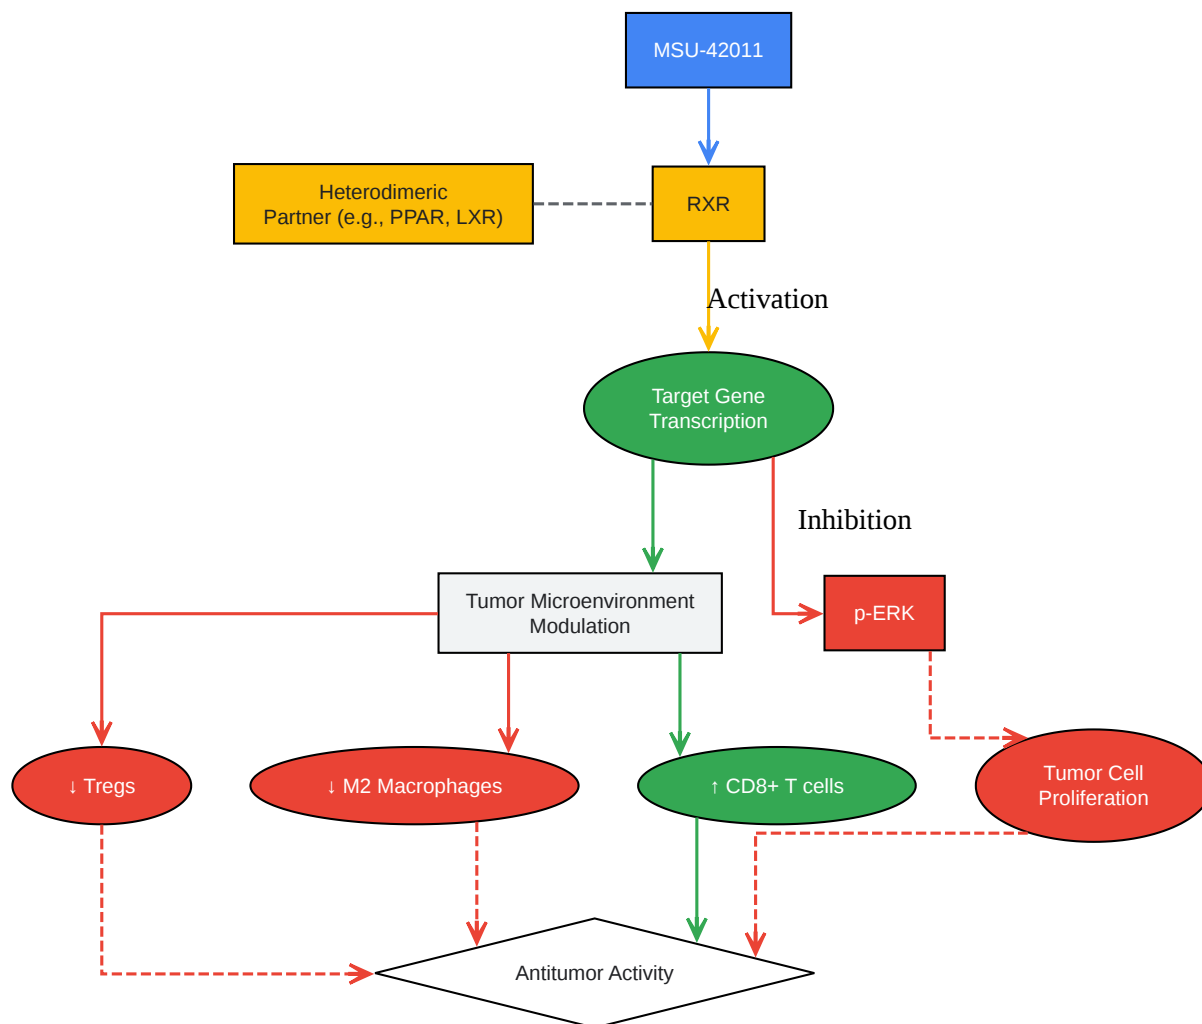 MSU-42011
Heterodimeric
Partner (e.g., PPAR, LXR)
RXR
Activation
Target Gene
Transcription
Inhibition
Tumor Microenvironment
Modulation
p-ERK
↓ Tregs
↓ M2 Macrophages
↑ CD8+ T cells
Tumor Cell
Proliferation
Antitumor Activity